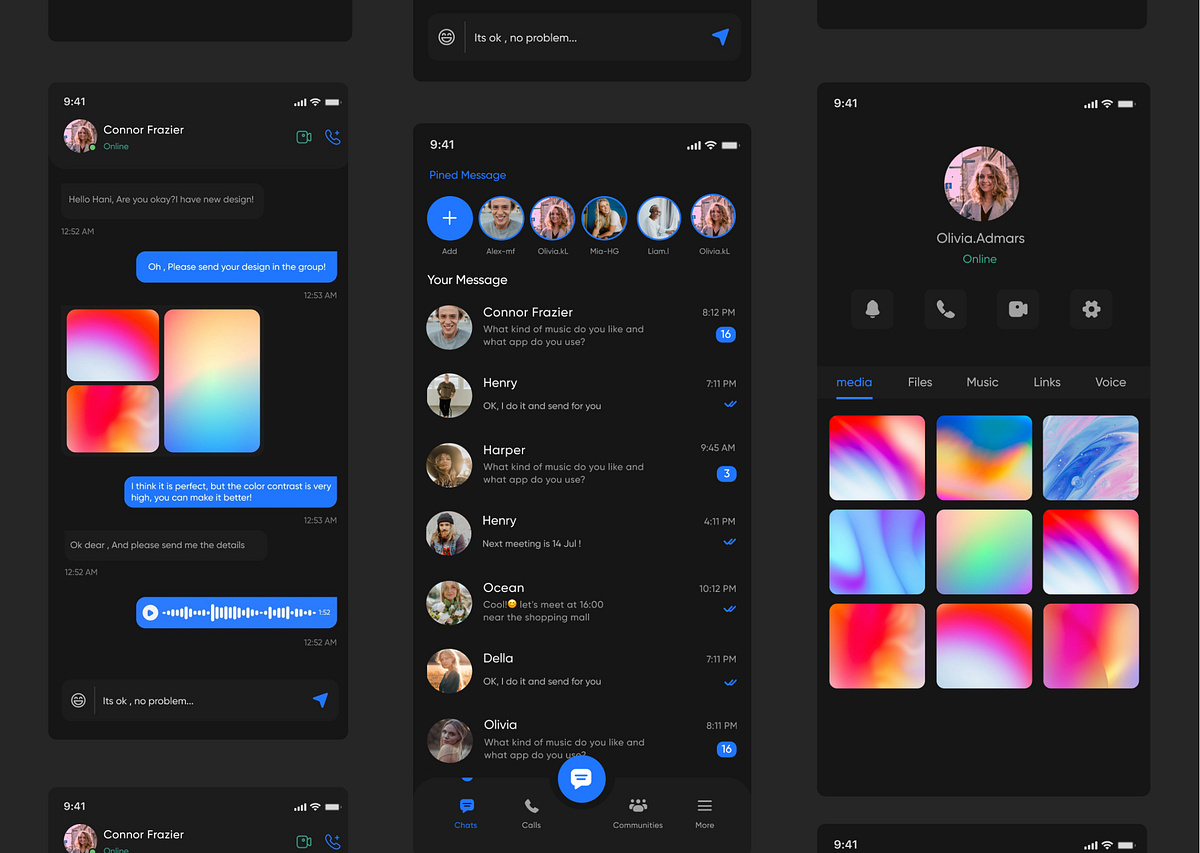 9:41
Connor Frazier
Online
Hello Hani, Are you okay?I have new design!
12:52 AM
Oh , Please send your design in the group!
12:53 AM
I think it is perfect, but the color contrast is very
high, you can make it better!
12:53 AM
Ok dear , And please send me the details
12:52 AM
1:52
12:52 AM
Its ok , no problem...
9:41
Connor Frazier
Online
Its ok , no problem...
9:41
Pined Message
Add
Alex-mf
Olivia.kL
Mia-HG
Liam.l
Olivia.kL
Your Message
Connor Frazier
8:12 PM
What kind of music do you like and
what app do you use?
16
Henry
7:11 PM
OK, I do it and send for you
Harper
9:45 AM
What kind of music do you like and
what app do you use?
3
Henry
4:11 PM
Next meeting is 14 Jul !
Ocean
10:12 PM
Cool!😊 let's meet at 16:00
near the shopping mall
Della
7:11 PM
OK, I do it and send for you
Olivia
8:11 PM
What kind of music do you like and
what app do you use?
16
Chats
Calls
Communities
More
9:41
Olivia.Admars
Online
media
Files
Music
Links
Voice
9:41